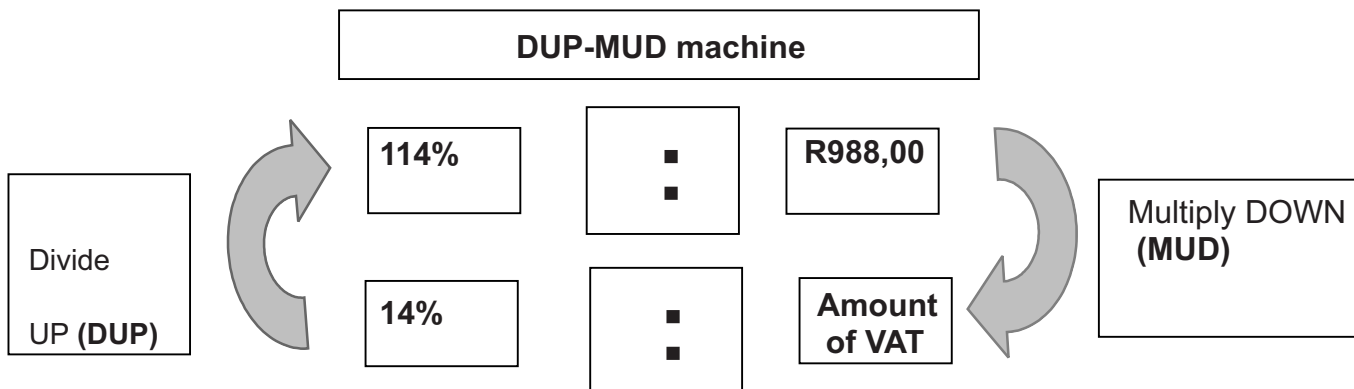 DUP-MUD machine
114%
:
R988,00
Divide
UP (DUP)
14%
:
Amount
of VAT
Multiply DOWN
(MUD)